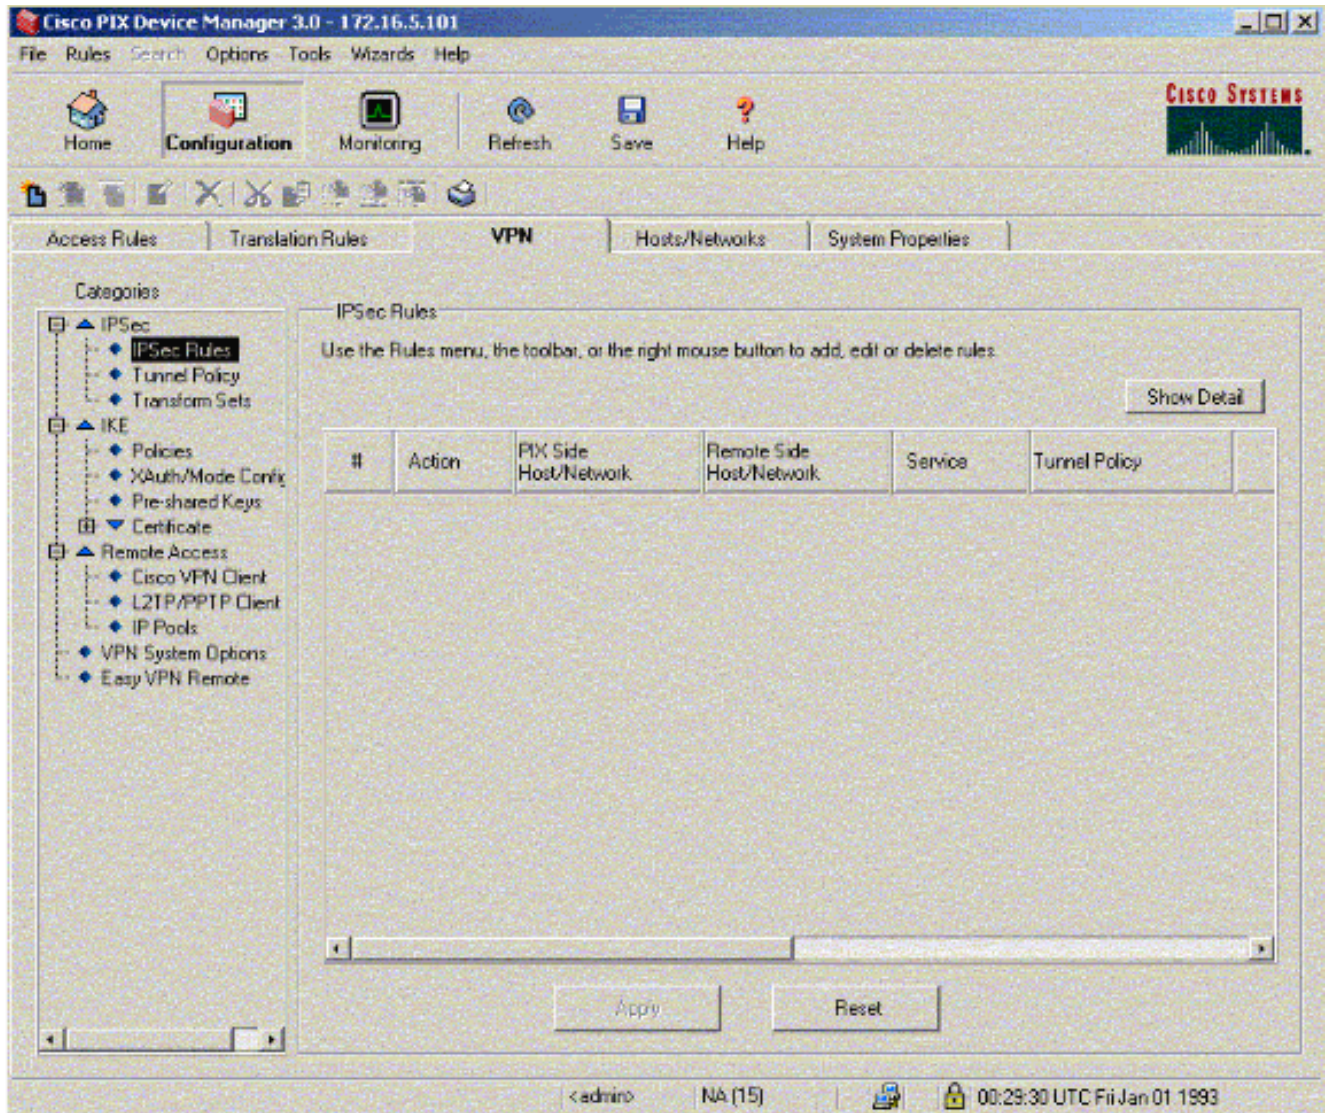 Cisco PIX Device Manager 3.0 - 172.16.5.101
File Rules Search Options Tools Wizards Help
Home Configuration Monitoring Refresh Save Help
CISCO SYSTEMS
Access Rules Translation Rules VPN Hosts/Networks System Properties
Categories
IPSec
IPSec Rules
Tunnel Policy
Transform Sets
IKE
Policies
XAuth/Mode Config
Pre-shared Keys
Certificate
Remote Access
Cisco VPN Client
L2TP/PPTP Client
IP Pools
VPN System Options
Easy VPN Remote
IPSec Rules
Use the Rules menu, the toolbar, or the right mouse button to add, edit or delete rules.
Show Detail
# Action PIX Side Host/Network Remote Side Host/Network Service Tunnel Policy
Apply Reset
<admin> NA (15) 00:29:30 UTC Fri Jan 01 1993